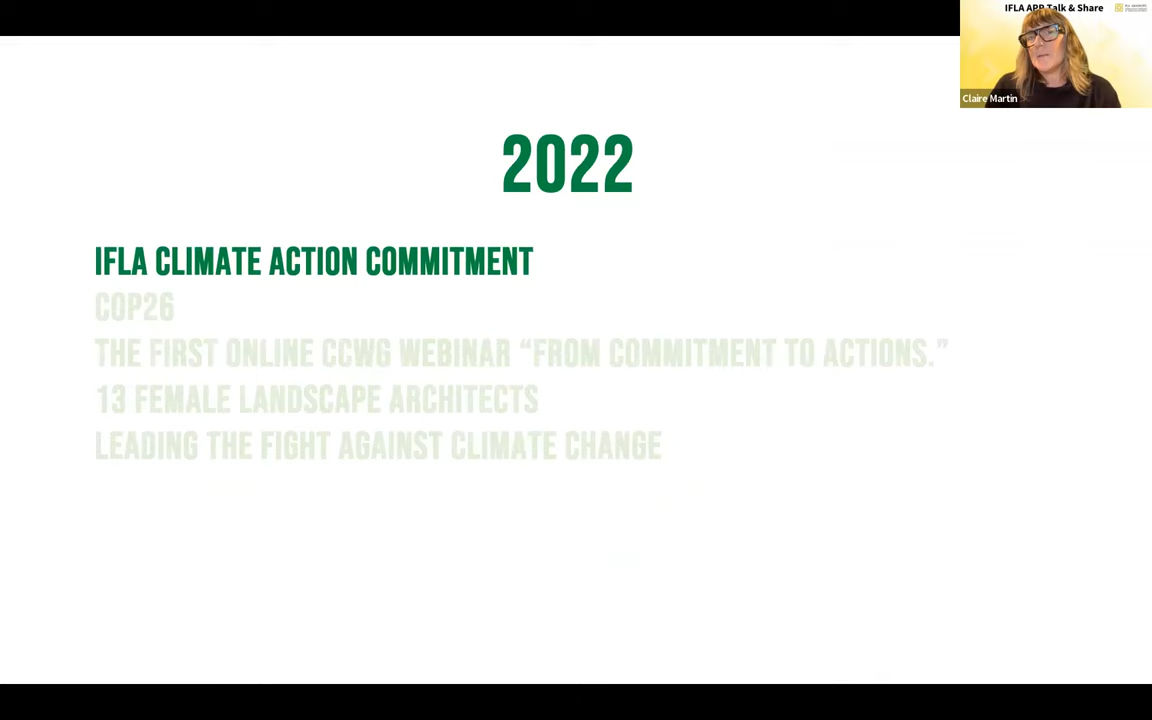 IFLA APR Talk & Share
Claire Martin
2022
IFLA CLIMATE ACTION COMMITMENT
COP26
THE FIRST ONLINE CCWG WEBINAR “FROM COMMITMENT TO ACTIONS.”
13 FEMALE LANDSCAPE ARCHITECTS
LEADING THE FIGHT AGAINST CLIMATE CHANGE